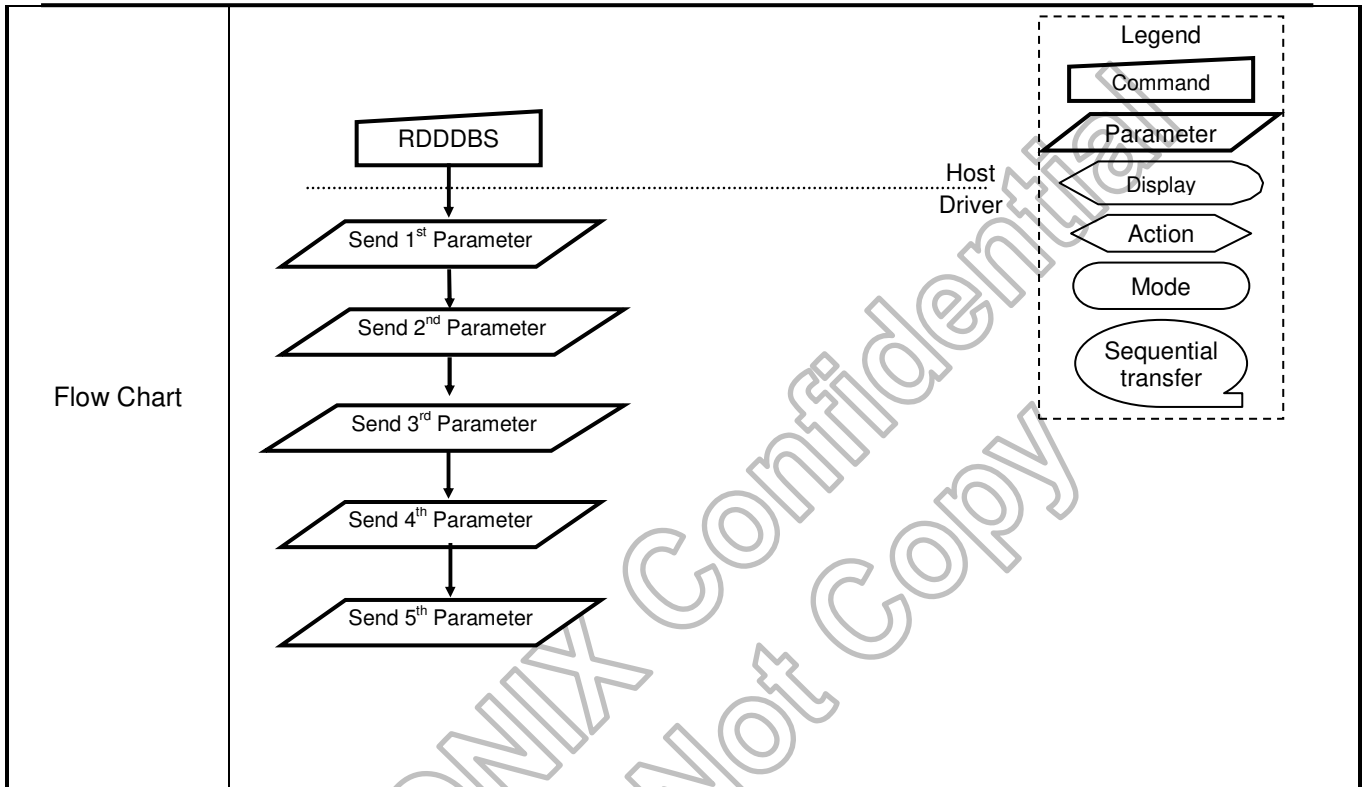 Flow Chart
RDDDBS
Host
Driver
Send 1st Parameter
Send 2nd Parameter
Send 3rd Parameter
Send 4th Parameter
Send 5th Parameter
Legend
Command
Parameter
Display
Action
Mode
Sequential
transfer
ONIX Confidential
Not Copy